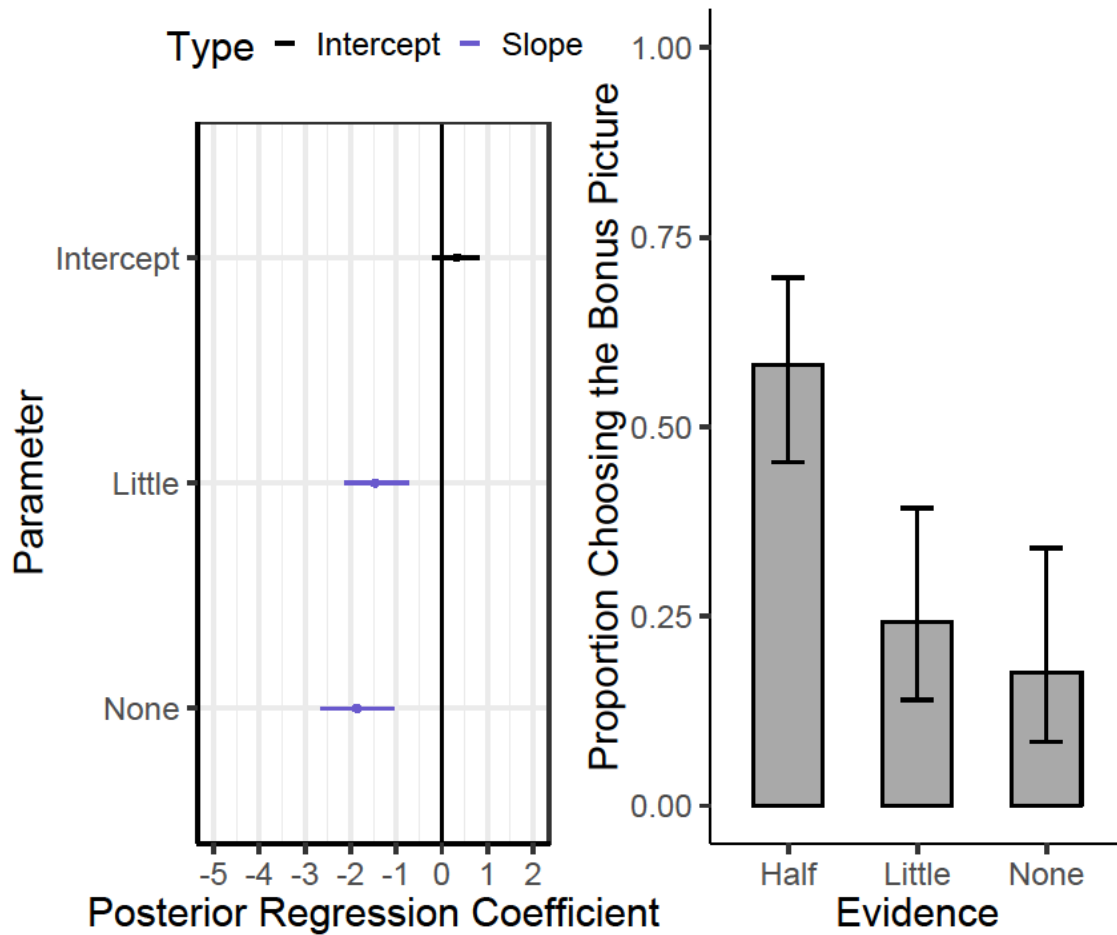 Type Intercept Slope
Parameter
Intercept
Little
None
-5 -4 -3 -2 -1 0 1 2
Posterior Regression Coefficient
Proportion Choosing the Bonus Picture
1.00
0.75
0.50
0.25
0.00
Half Little None
Evidence